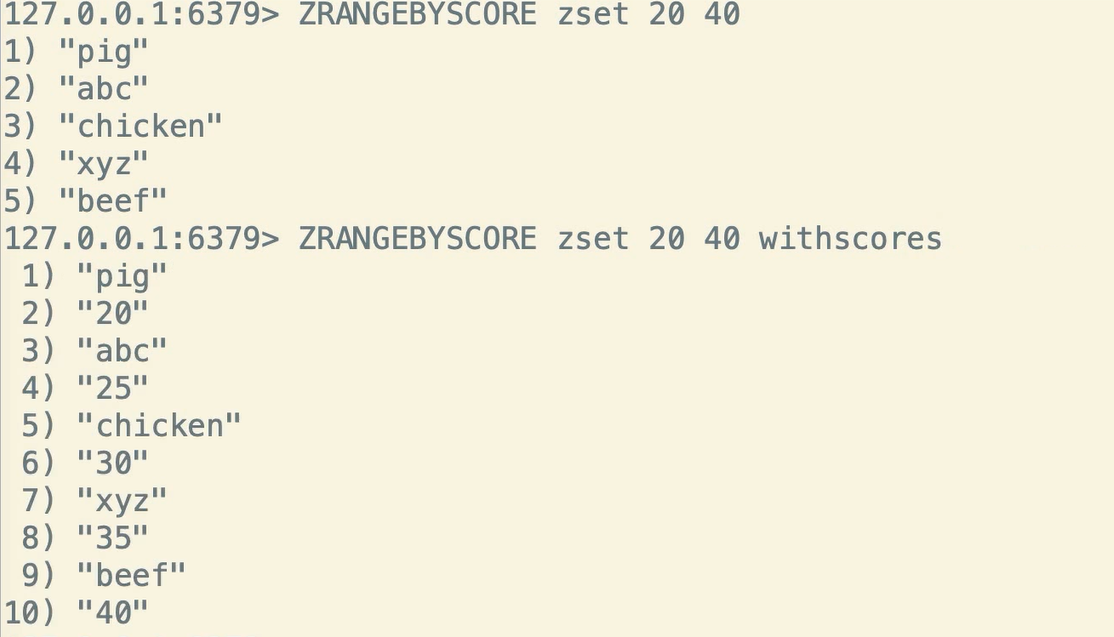 127.0.0.1:6379> ZRANGEBYSCORE zset 20 40
1) "pig"
2) "abc"
3) "chicken"
4) "xyz"
5) "beef"
127.0.0.1:6379> ZRANGEBYSCORE zset 20 40 withscores
 1) "pig"
 2) "20"
 3) "abc"
 4) "25"
 5) "chicken"
 6) "30"
 7) "xyz"
 8) "35"
 9) "beef"
10) "40"